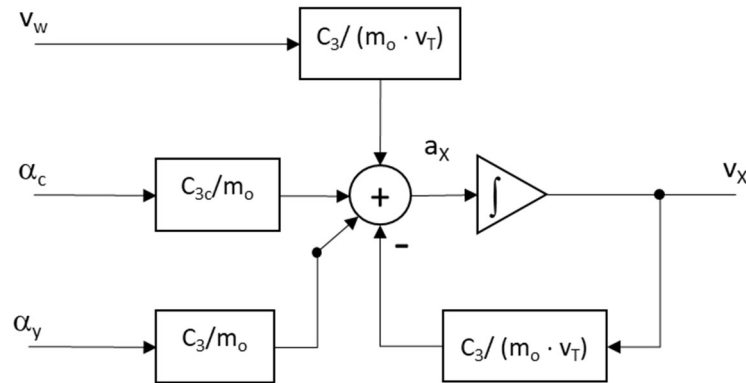 v_w
C_3/ (m_o · v_T)
α_c
C_3c/m_o
+
a_X
∫
v_X
-
α_y
C_3/m_o
C_3/ (m_o · v_T)